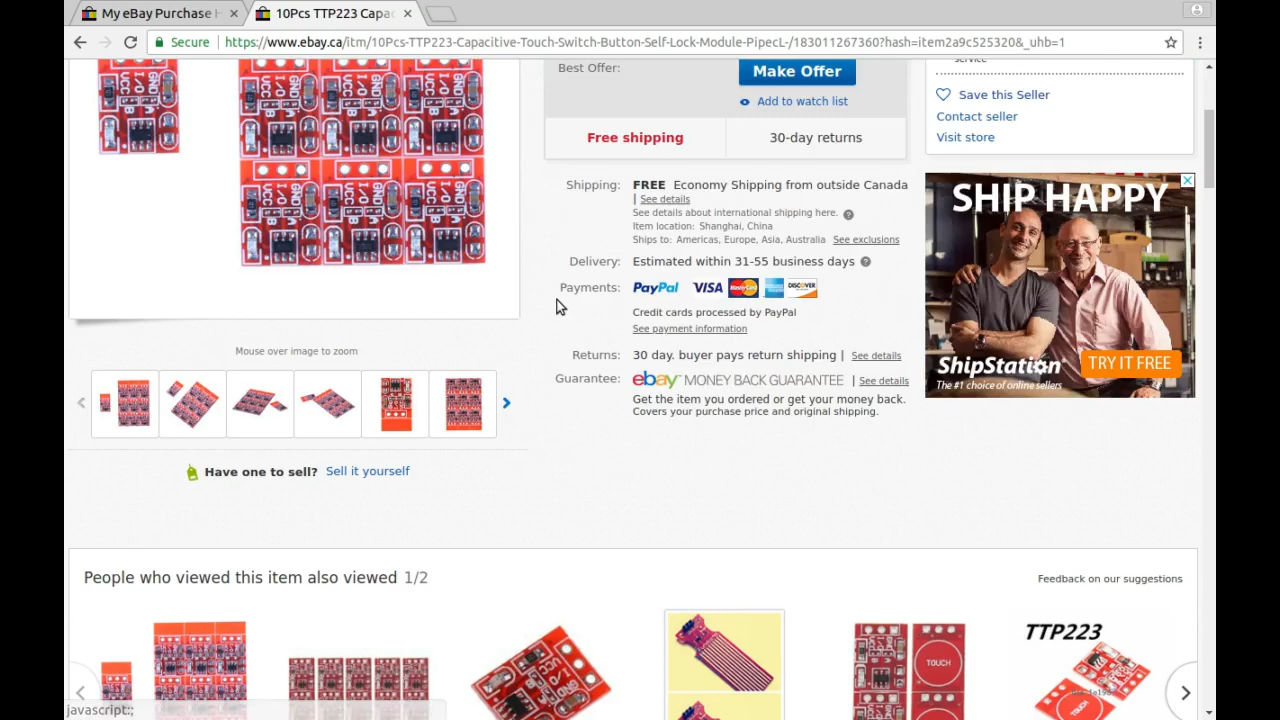 My eBay Purchase H
10Pcs TTP223 Capac
Secure
https://www.ebay.ca/itm/10Pcs-TTP223-Capacitive-Touch-Switch-Button-Self-Lock-Module-PipecL-/183011267360?hash=item2a9c525320&_uhb=1
GND I/O VCC
A B
Best Offer:
Make Offer
Add to watch list
Free shipping
30-day returns
service
Save this Seller
Contact seller
Visit store
Shipping:
FREE Economy Shipping from outside Canada
| See details
See details about international shipping here.
Item location: Shanghai, China
Ships to: Americas, Europe, Asia, Australia See exclusions
Delivery:
Estimated within 31-55 business days
Payments:
PayPal VISA MasterCard DISCOVER
Credit cards processed by PayPal
See payment information
Returns:
30 day. buyer pays return shipping | See details
Guarantee:
ebay MONEY BACK GUARANTEE | See details
Get the item you ordered or get your money back.
Covers your purchase price and original shipping.
SHIP HAPPY
ShipStation
The #1 choice of online sellers
TRY IT FREE
Mouse over image to zoom
Have one to sell? Sell it yourself
People who viewed this item also viewed 1/2
Feedback on our suggestions
TOUCH
TTP223
javascript:;